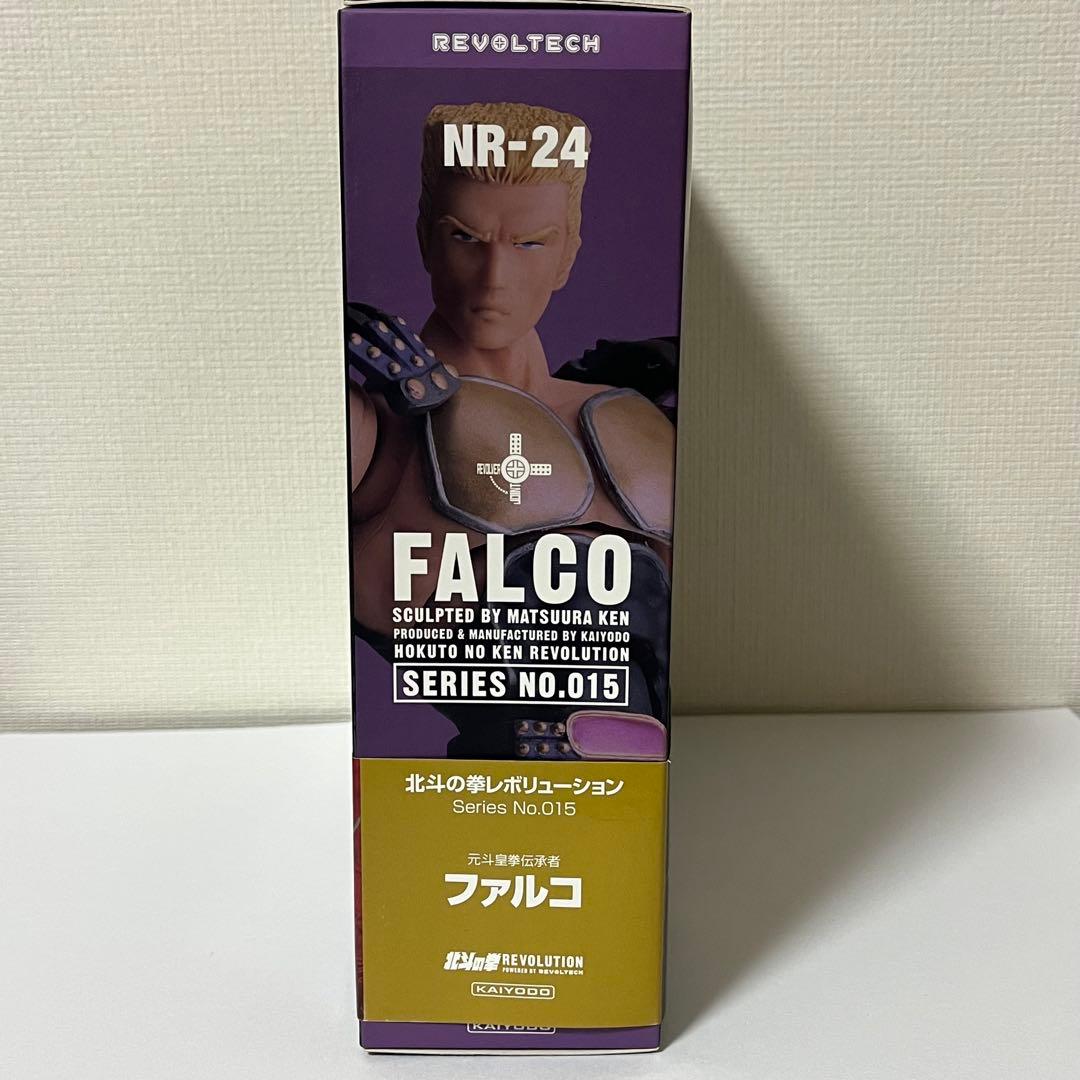 REVOLTECH
NR-24
REVOLVER
JOINT
FALCO
SCULPTED BY MATSUURA KEN
PRODUCED & MANUFACTURED BY KAIYODO
HOKUTO NO KEN REVOLUTION
SERIES NO.015
北斗の拳レボリューション
Series No.015
元斗皇拳伝承者
ファルコ
北斗の拳 REVOLUTION
POWERED BY REVOLTECH
KAIYODO
KAIYODO